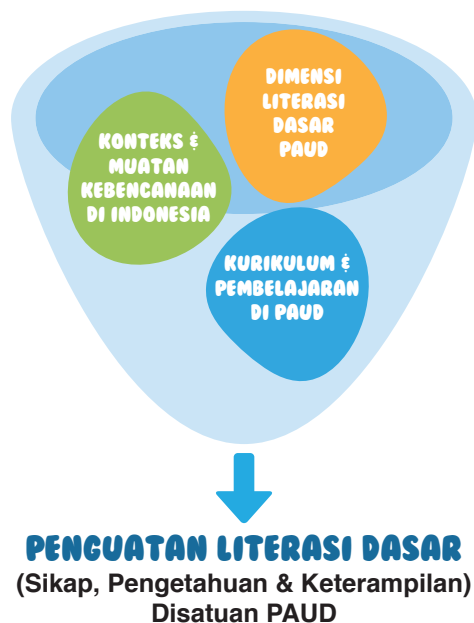 DIMENSI
LITERASI
DASAR
PAUD
KONTEKS &
MUATAN
KEBENCANAAN
DI INDONESIA
KURIKULUM &
PEMBELAJARAN
DI PAUD
PENGUATAN LITERASI DASAR
(Sikap, Pengetahuan & Keterampilan)
Disatuan PAUD